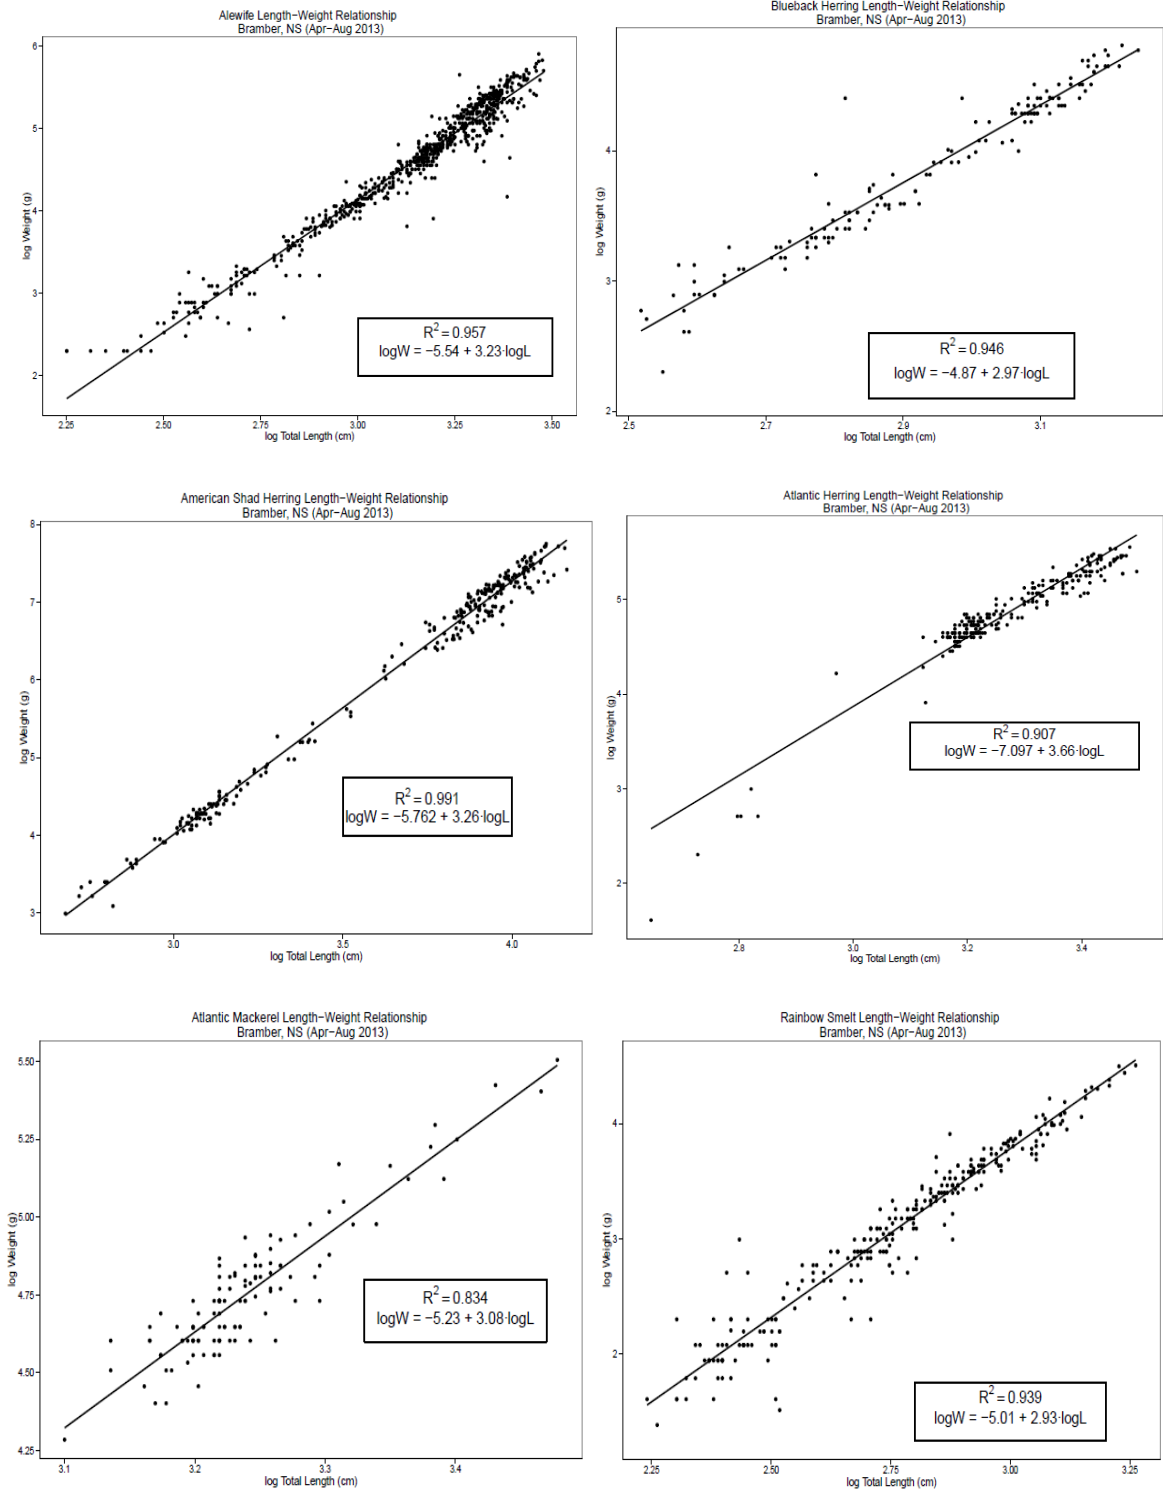 Alewife Length−Weight Relationship
Bramber, NS (Apr−Aug 2013)
6
5
4
3
2
log Weight (g)
R² = 0.957
logW = −5.54 + 3.23·logL
2.25 2.50 2.75 3.00 3.25 3.50
log Total Length (cm)
Blueback Herring Length−Weight Relationship
Bramber, NS (Apr−Aug 2013)
4
3
2
log Weight (g)
R² = 0.946
logW = −4.87 + 2.97·logL
2.5 2.7 2.9 3.1
log Total Length (cm)
American Shad Herring Length−Weight Relationship
Bramber, NS (Apr−Aug 2013)
8
7
6
5
4
3
log Weight (g)
R² = 0.991
logW = −5.762 + 3.26·logL
3.0 3.5 4.0
log Total Length (cm)
Atlantic Herring Length−Weight Relationship
Bramber, NS (Apr−Aug 2013)
5
4
3
2
log Weight (g)
R² = 0.907
logW = −7.097 + 3.66·logL
2.8 3.0 3.2 3.4
log Total Length (cm)
Atlantic Mackerel Length−Weight Relationship
Bramber, NS (Apr−Aug 2013)
5.50
5.25
5.00
4.75
4.50
4.25
log Weight (g)
R² = 0.834
logW = −5.23 + 3.08·logL
3.1 3.2 3.3 3.4
log Total Length (cm)
Rainbow Smelt Length−Weight Relationship
Bramber, NS (Apr−Aug 2013)
4
3
2
log Weight (g)
R² = 0.939
logW = −5.01 + 2.93·logL
2.25 2.50 2.75 3.00 3.25
log Total Length (cm)